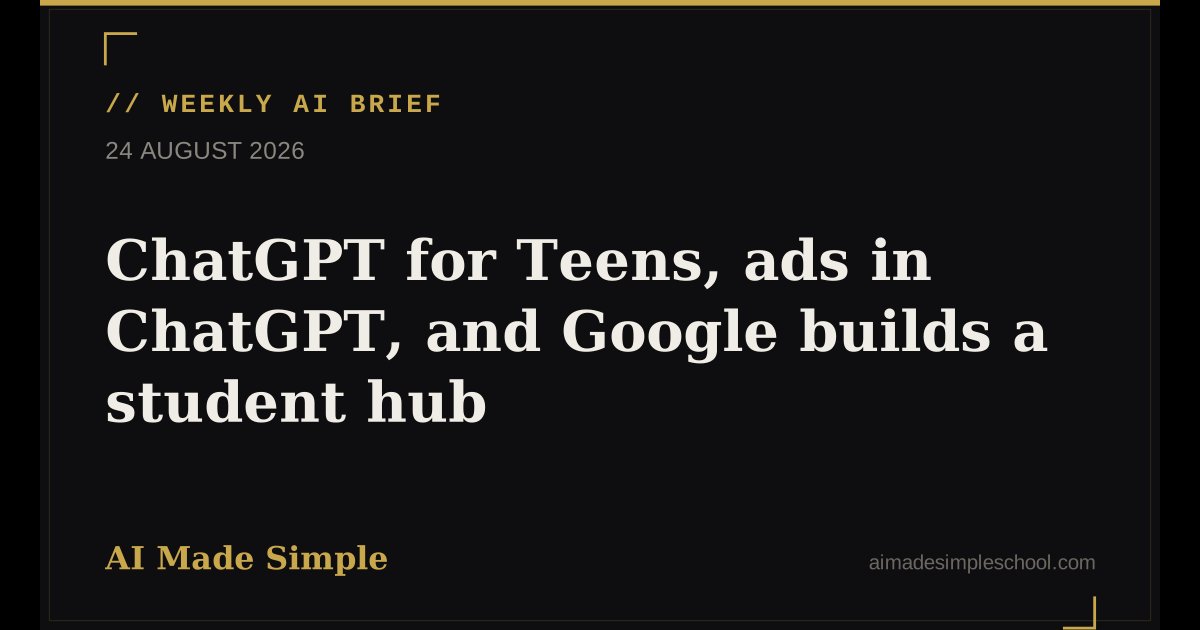 // WEEKLY AI BRIEF
24 AUGUST 2026
ChatGPT for Teens, ads in
ChatGPT, and Google builds a
student hub
AI Made Simple
aimadesimpleschool.com